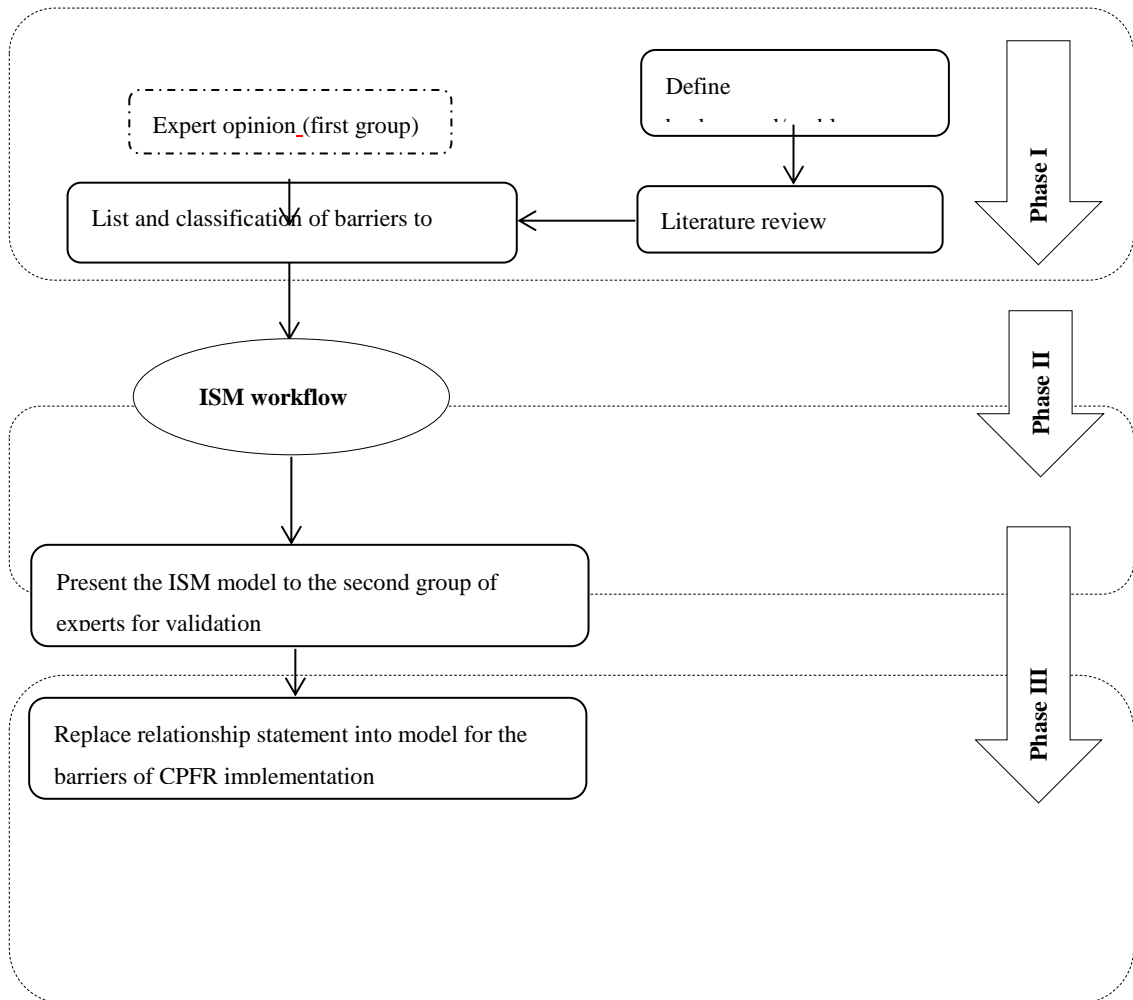 Define
Expert opinion (first group)
List and classification of barriers to
Literature review
Phase I
ISM workflow
Phase II
Present the ISM model to the second group of
experts for validation
Replace relationship statement into model for the
barriers of CPFR implementation
Phase III